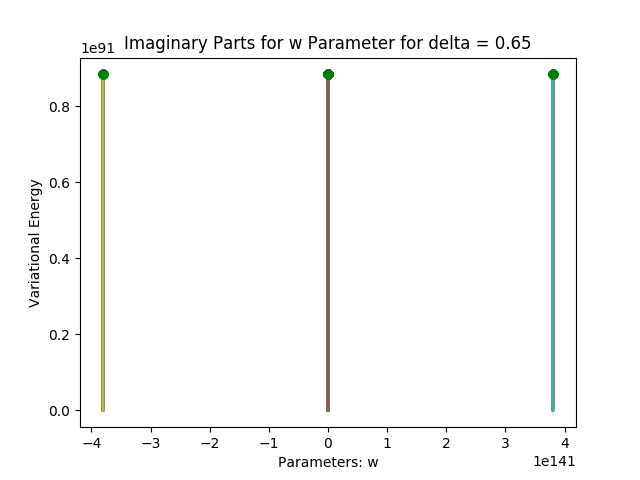 Imaginary Parts for w Parameter for delta = 0.65
1e91
0.8
0.6
0.4
0.2
0.0
Variational Energy
−4 −3 −2 −1 0 1 2 3 4
1e141
Parameters: w